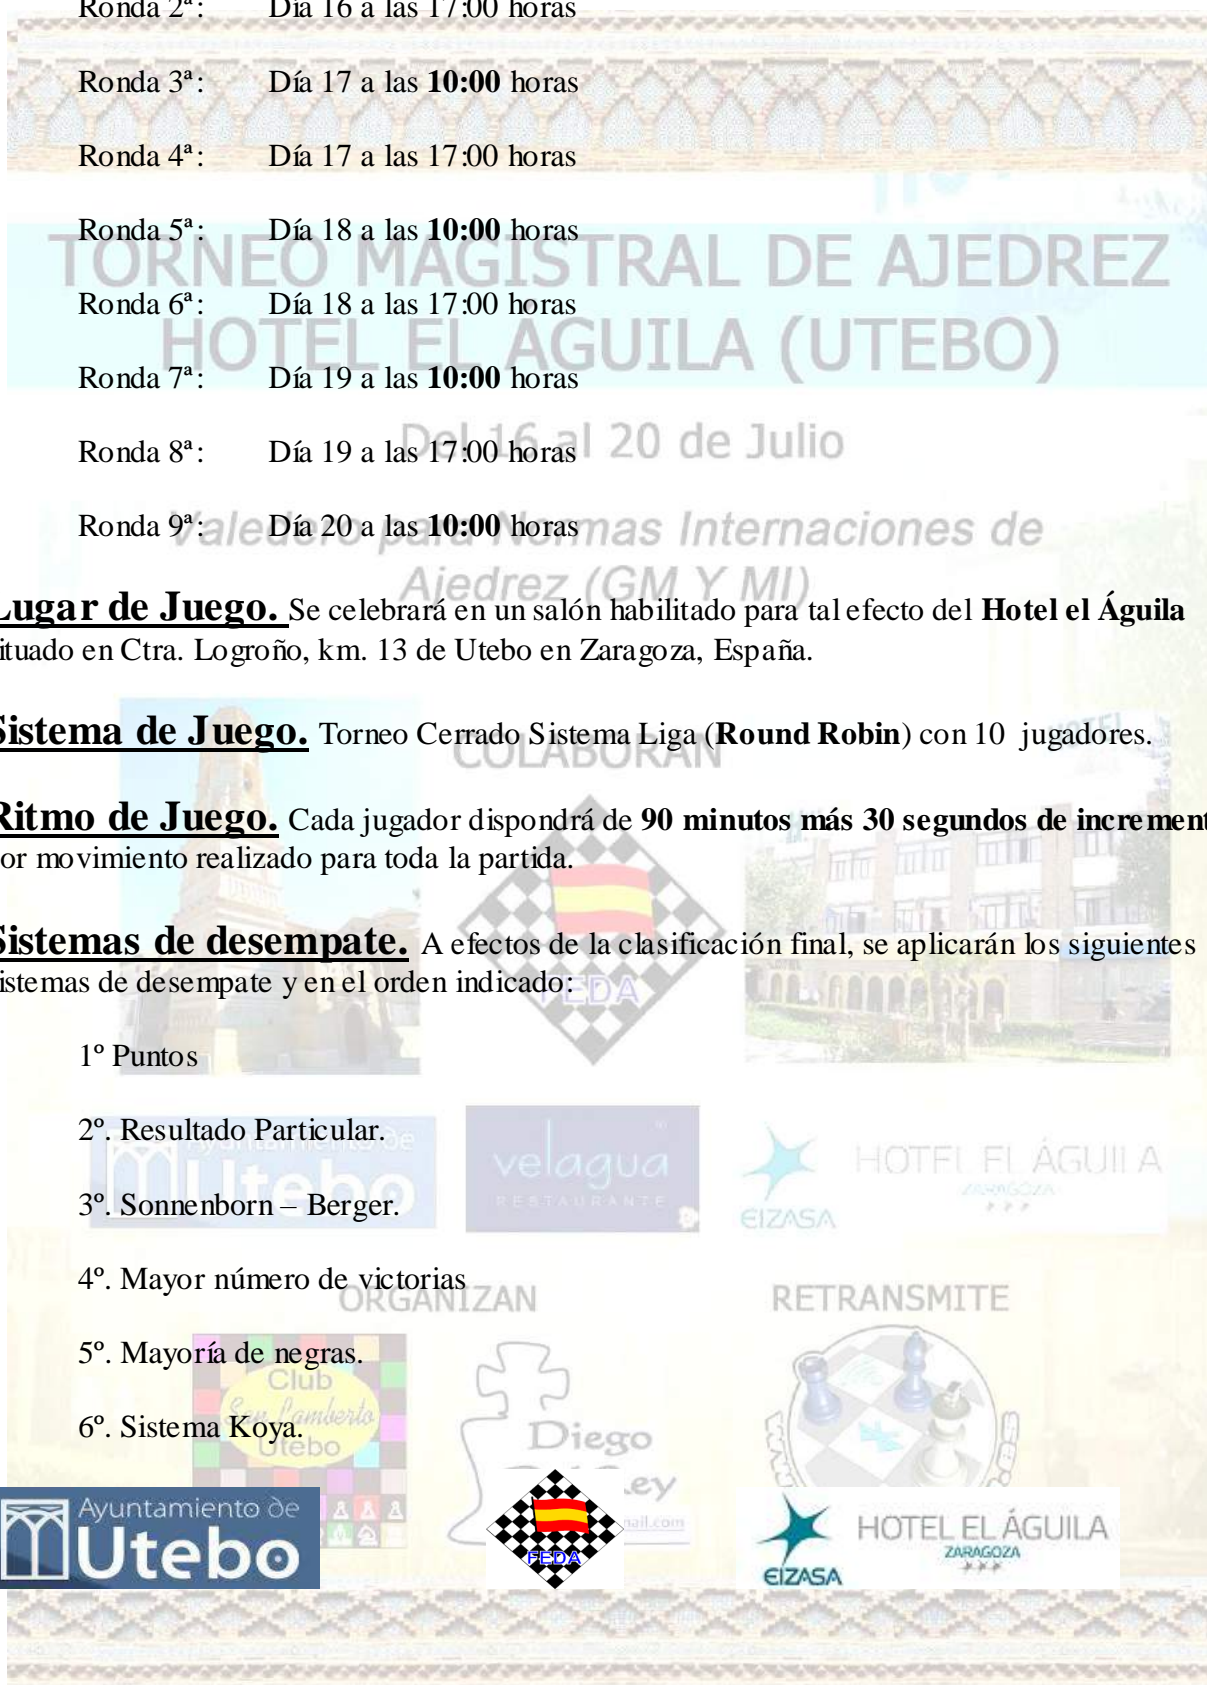 Ronda 2ª: Día 16 a las 17:00 horas
Ronda 3ª: Día 17 a las 10:00 horas
Ronda 4ª: Día 17 a las 17:00 horas
Ronda 5ª: Día 18 a las 10:00 horas
TORNEO MAGISTRAL DE AJEDREZ
Ronda 6ª: Día 18 a las 17:00 horas
HOTEL EL ÁGUILA (UTEBO)
Ronda 7ª: Día 19 a las 10:00 horas
Ronda 8ª: Día 19 a las 17:00 horas
Del 16 al 20 de Julio
Ronda 9ª: Día 20 a las 10:00 horas
Valedero para Normas Internaciones de
Ajedrez (GM Y MI)
Lugar de Juego. Se celebrará en un salón habilitado para tal efecto del Hotel el Águila
ituado en Ctra. Logroño, km. 13 de Utebo en Zaragoza, España.
Sistema de Juego. Torneo Cerrado Sistema Liga (Round Robin) con 10 jugadores.
HOTEL
COLABORAN
Ritmo de Juego. Cada jugador dispondrá de 90 minutos más 30 segundos de increment
or movimiento realizado para toda la partida.
Sistemas de desempate. A efectos de la clasificación final, se aplicarán los siguientes
istemas de desempate y en el orden indicado:
FEDA
1º Puntos
2º. Resultado Particular.
Ayuntamiento de
Utebo
velagua
RESTAURANTE
EIZASA
HOTEL EL ÁGUILA
ZARAGOZA
3º. Sonnenborn – Berger.
4º. Mayor número de victorias
ORGANIZAN
RETRANSMITE
5º. Mayoría de negras.
Club
San Lamberto
Utebo
6º. Sistema Koya.
Diego
ey
ail.com
Ayuntamiento de
Utebo
FEDA
EIZASA
HOTEL EL ÁGUILA
ZARAGOZA